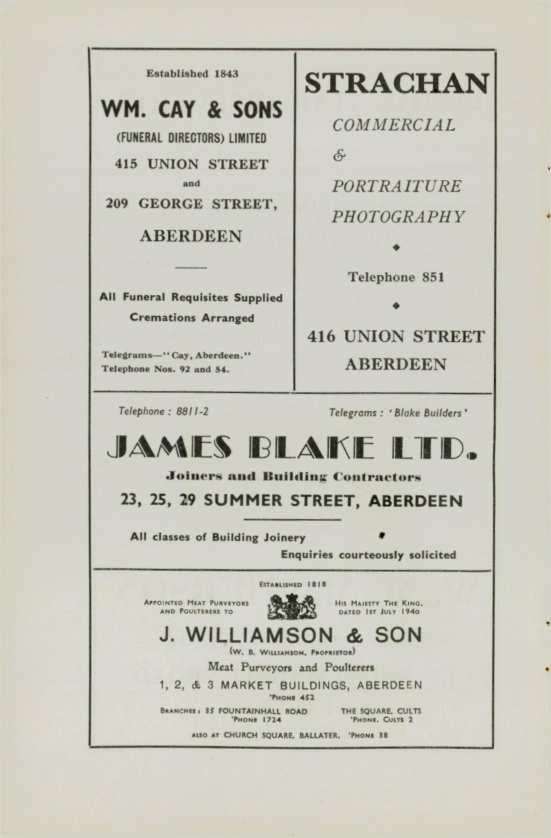 Established 1843
WM. CAY & SONS
(FUNERAL DIRECTORS) LIMITED
415 UNION STREET
and
209 GEORGE STREET,
ABERDEEN
All Funeral Requisites Supplied
Cremations Arranged
Telegrams—"Cay, Aberdeen."
Telephone Nos. 92 and 54.
STRACHAN
COMMERCIAL
&
PORTRAITURE
PHOTOGRAPHY
Telephone 851
416 UNION STREET
ABERDEEN
Telephone : 8811-2
Telegrams : 'Blake Builders'
JAMES BLAKE LTD.
Joiners and Building Contractors
23, 25, 29 SUMMER STREET, ABERDEEN
All classes of Building Joinery
Enquiries courteously solicited
ESTABLISHED 1818
APPOINTED MEAT PURVEYORS
AND POULTERERS TO
HIS MAJESTY THE KING,
DATED 1ST JULY 1940
J. WILLIAMSON & SON
(W. B. WILLIAMSON, PROPRIETOR)
Meat Purveyors and Poulterers
1, 2, & 3 MARKET BUILDINGS, ABERDEEN
'PHONE 452
BRANCHES: 35 FOUNTAINHALL ROAD
'PHONE 1724
THE SQUARE, CULTS
'PHONE, CULTS 2
ALSO AT CHURCH SQUARE, BALLATER, 'PHONE 38